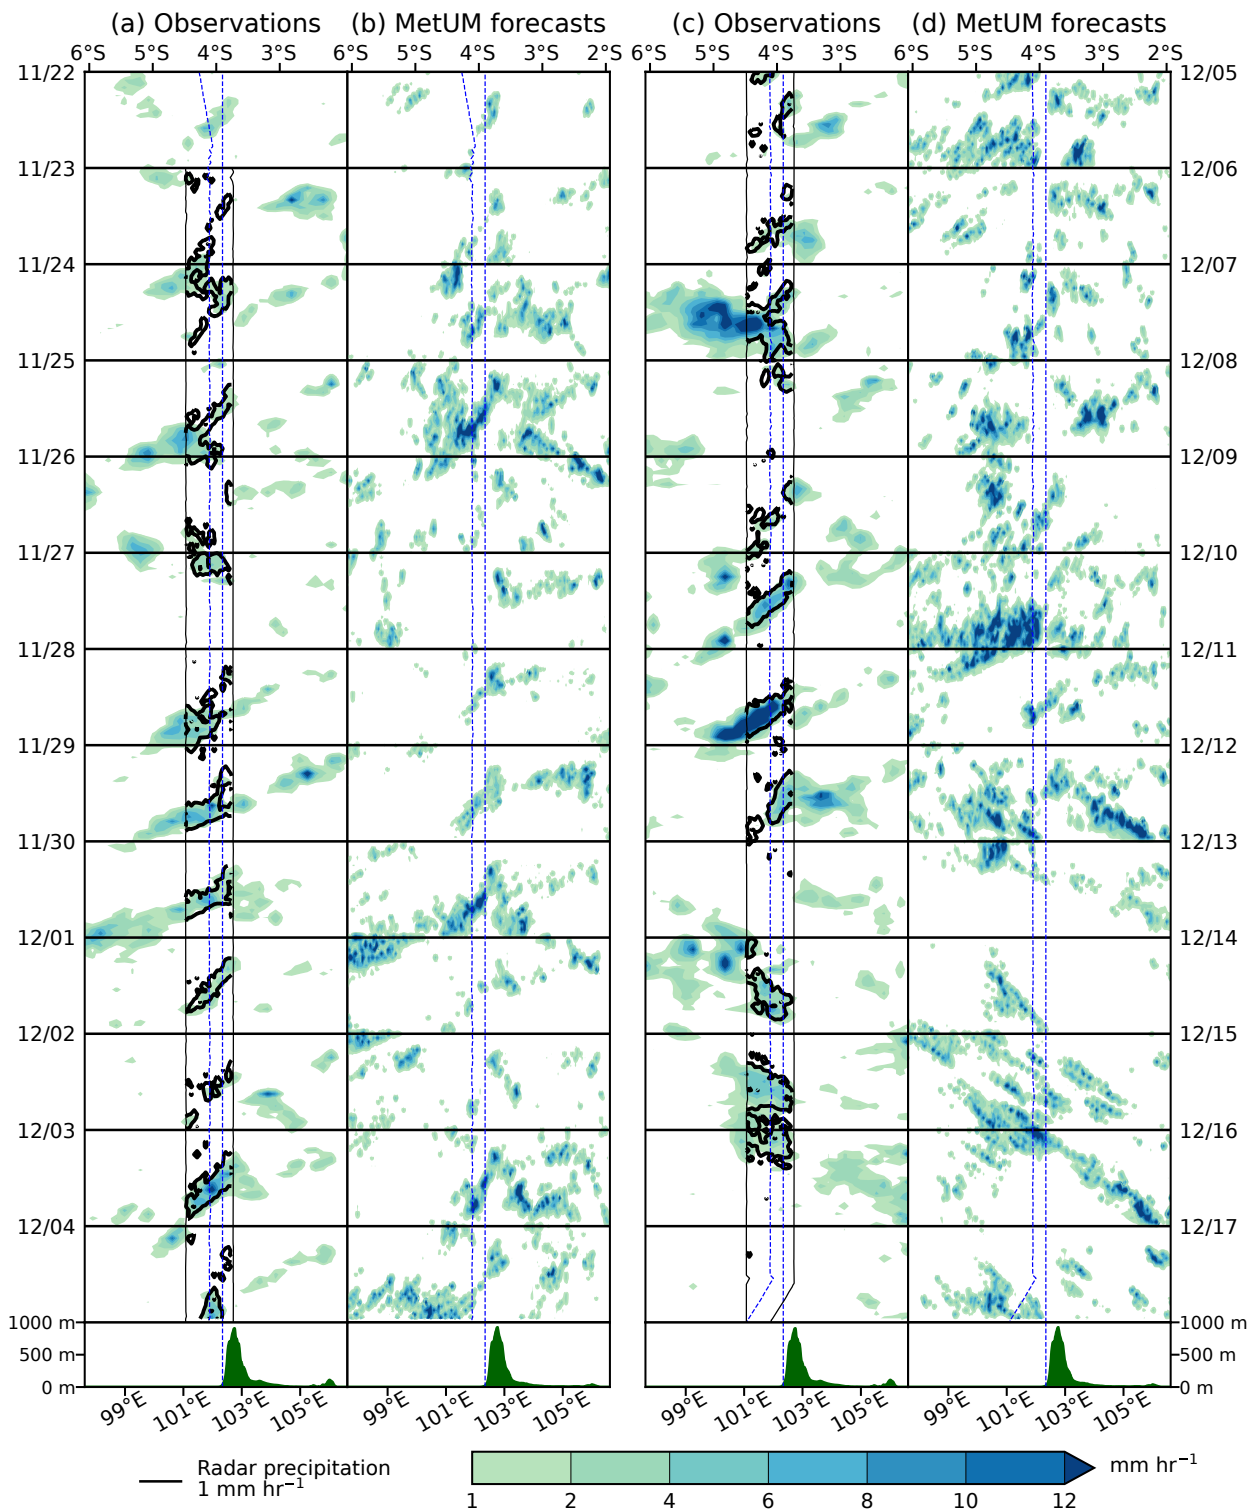 (a) Observations (b) MetUM forecasts (c) Observations (d) MetUM forecasts
6°S 5°S 4°S 3°S 6°S 5°S 4°S 3°S 2°S 6°S 5°S 4°S 3°S 6°S 5°S 4°S 3°S 2°S
11/22 12/05
11/23 12/06
11/24 12/07
11/25 12/08
11/26 12/09
11/27 12/10
11/28 12/11
11/29 12/12
11/30 12/13
12/01 12/14
12/02 12/15
12/03 12/16
12/04 12/17
1000 m 1000 m
500 m 500 m
0 m 0 m
99°E 101°E 103°E 105°E 99°E 101°E 103°E 105°E 99°E 101°E 103°E 105°E 99°E 101°E 103°E 105°E
Radar precipitation
1 mm hr⁻¹
mm hr⁻¹
1 2 4 6 8 10 12